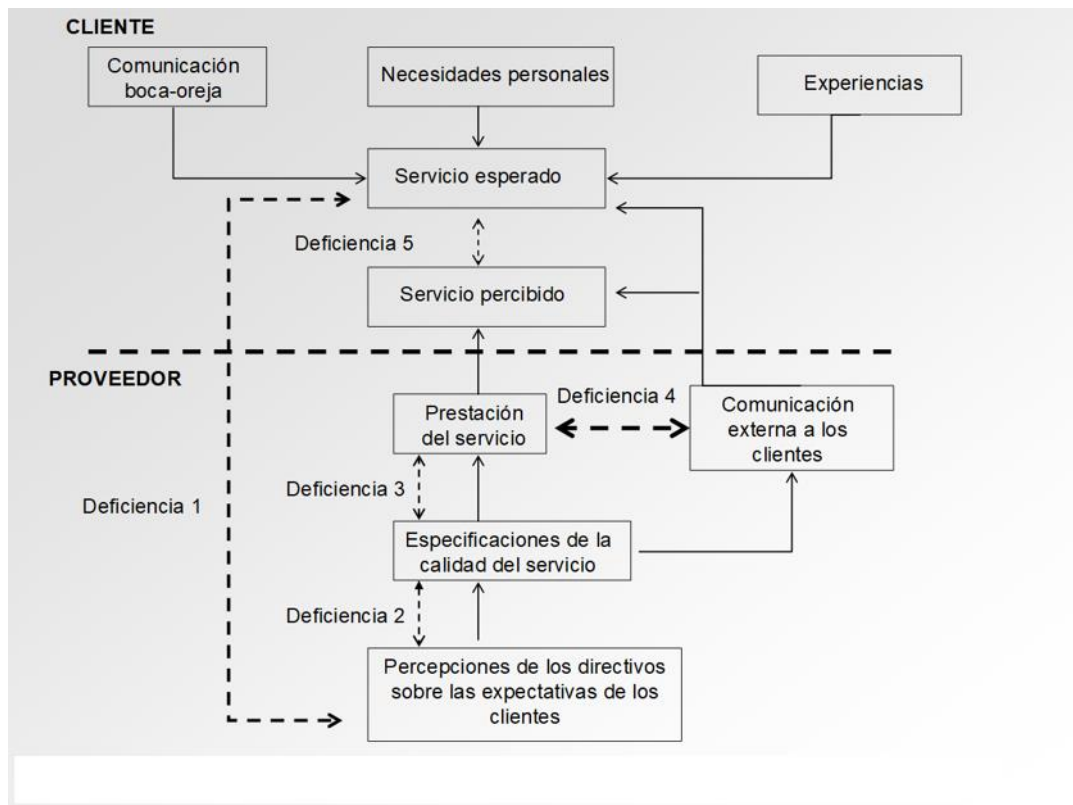 CLIENTE
Comunicación
boca-oreja
Necesidades personales
Experiencias
Servicio esperado
Deficiencia 5
Servicio percibido
PROVEEDOR
Prestación
del servicio
Deficiencia 4
Comunicación
externa a los
clientes
Deficiencia 3
Deficiencia 1
Especificaciones de la
calidad del servicio
Deficiencia 2
Percepciones de los directivos
sobre las expectativas de los
clientes